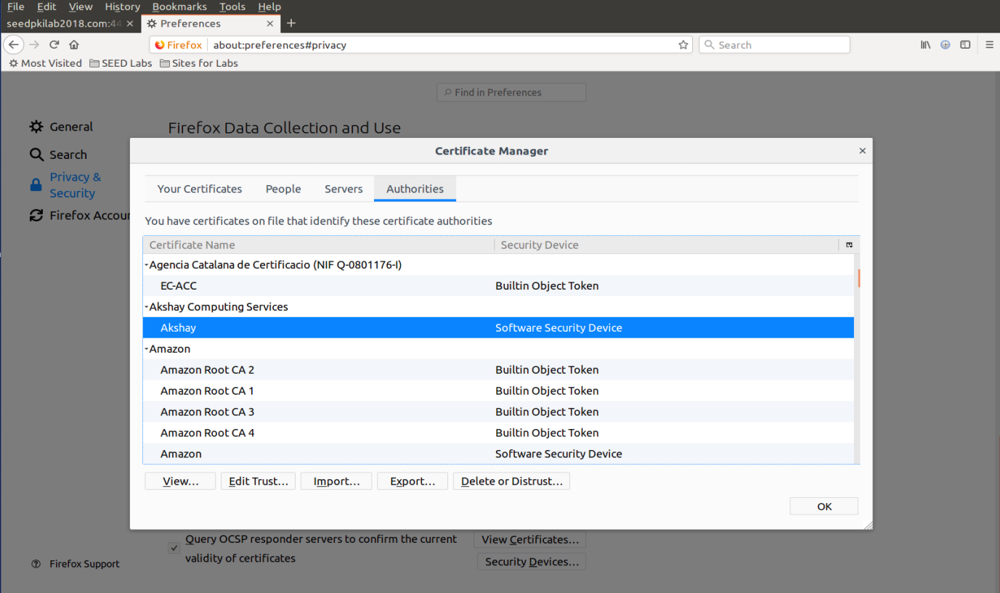 File Edit View History Bookmarks Tools Help
seedpkilab2018.com:44 × Preferences × +
Firefox about:preferences#privacy Search
Most Visited SEED Labs Sites for Labs
Find in Preferences
General
Firefox Data Collection and Use
Search
Privacy &
Security
Firefox Accoun
Certificate Manager ×
Your Certificates People Servers Authorities
You have certificates on file that identify these certificate authorities
Certificate Name Security Device
Agencia Catalana de Certificacio (NIF Q-0801176-I)
EC-ACC Builtin Object Token
Akshay Computing Services
Akshay Software Security Device
Amazon
Amazon Root CA 2 Builtin Object Token
Amazon Root CA 1 Builtin Object Token
Amazon Root CA 3 Builtin Object Token
Amazon Root CA 4 Builtin Object Token
Amazon Software Security Device
View... Edit Trust... Import... Export... Delete or Distrust...
OK
Query OCSP responder servers to confirm the current
validity of certificates
View Certificates...
Security Devices...
Firefox Support